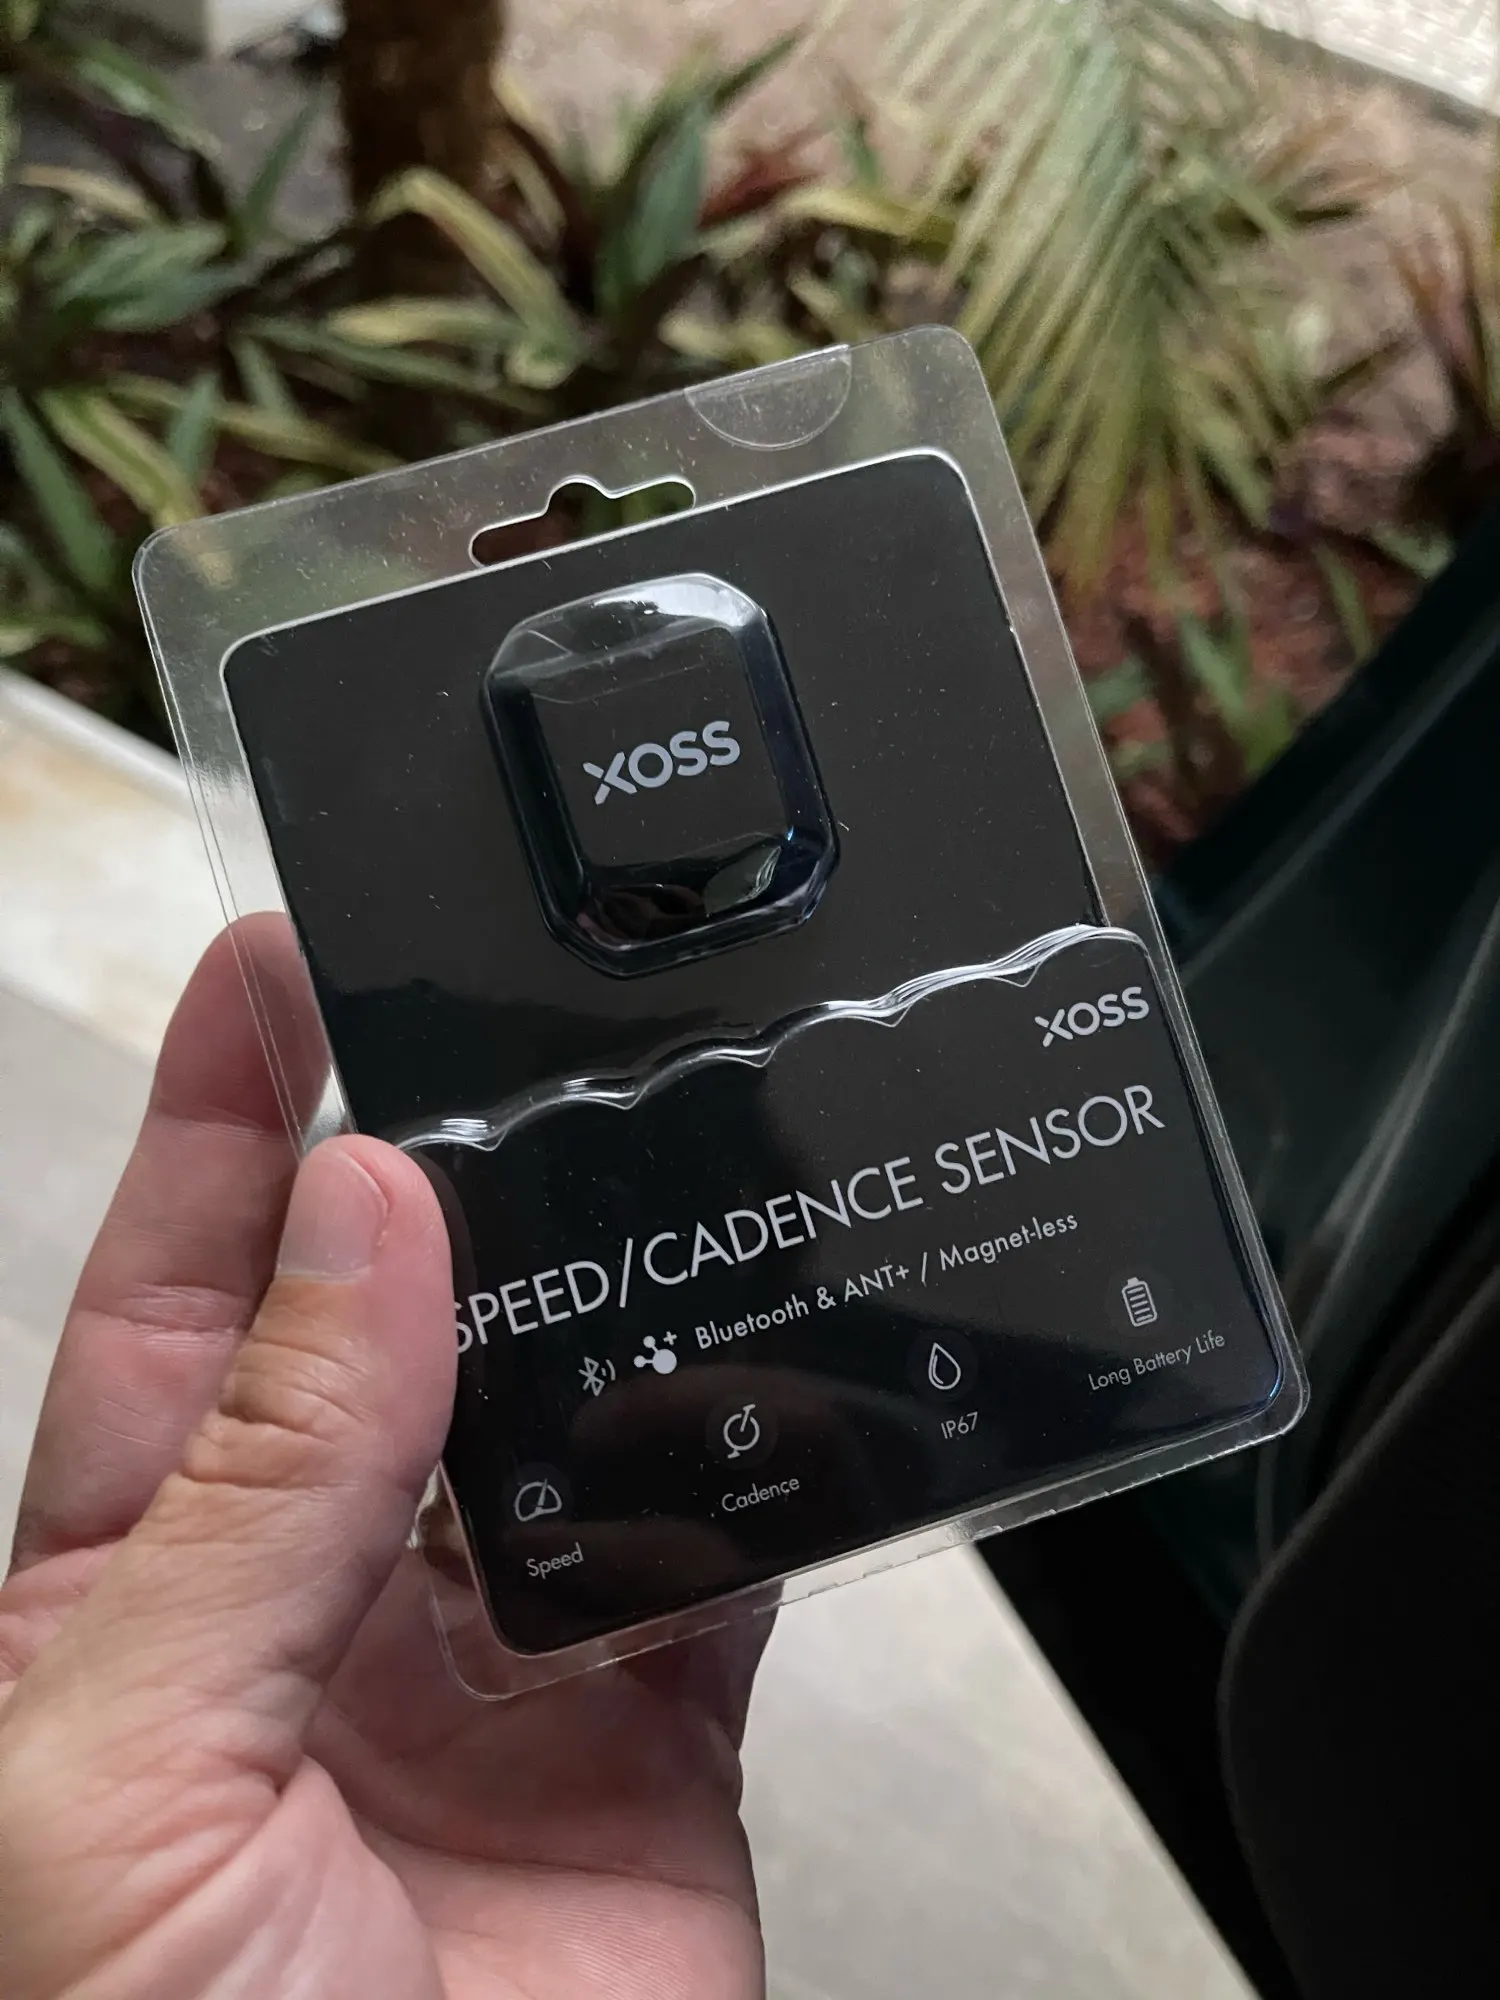 XOSS
XOSS
SPEED/CADENCE SENSOR
Bluetooth & ANT+ / Magnet-less
Speed
Cadence
IP67
Long Battery Life